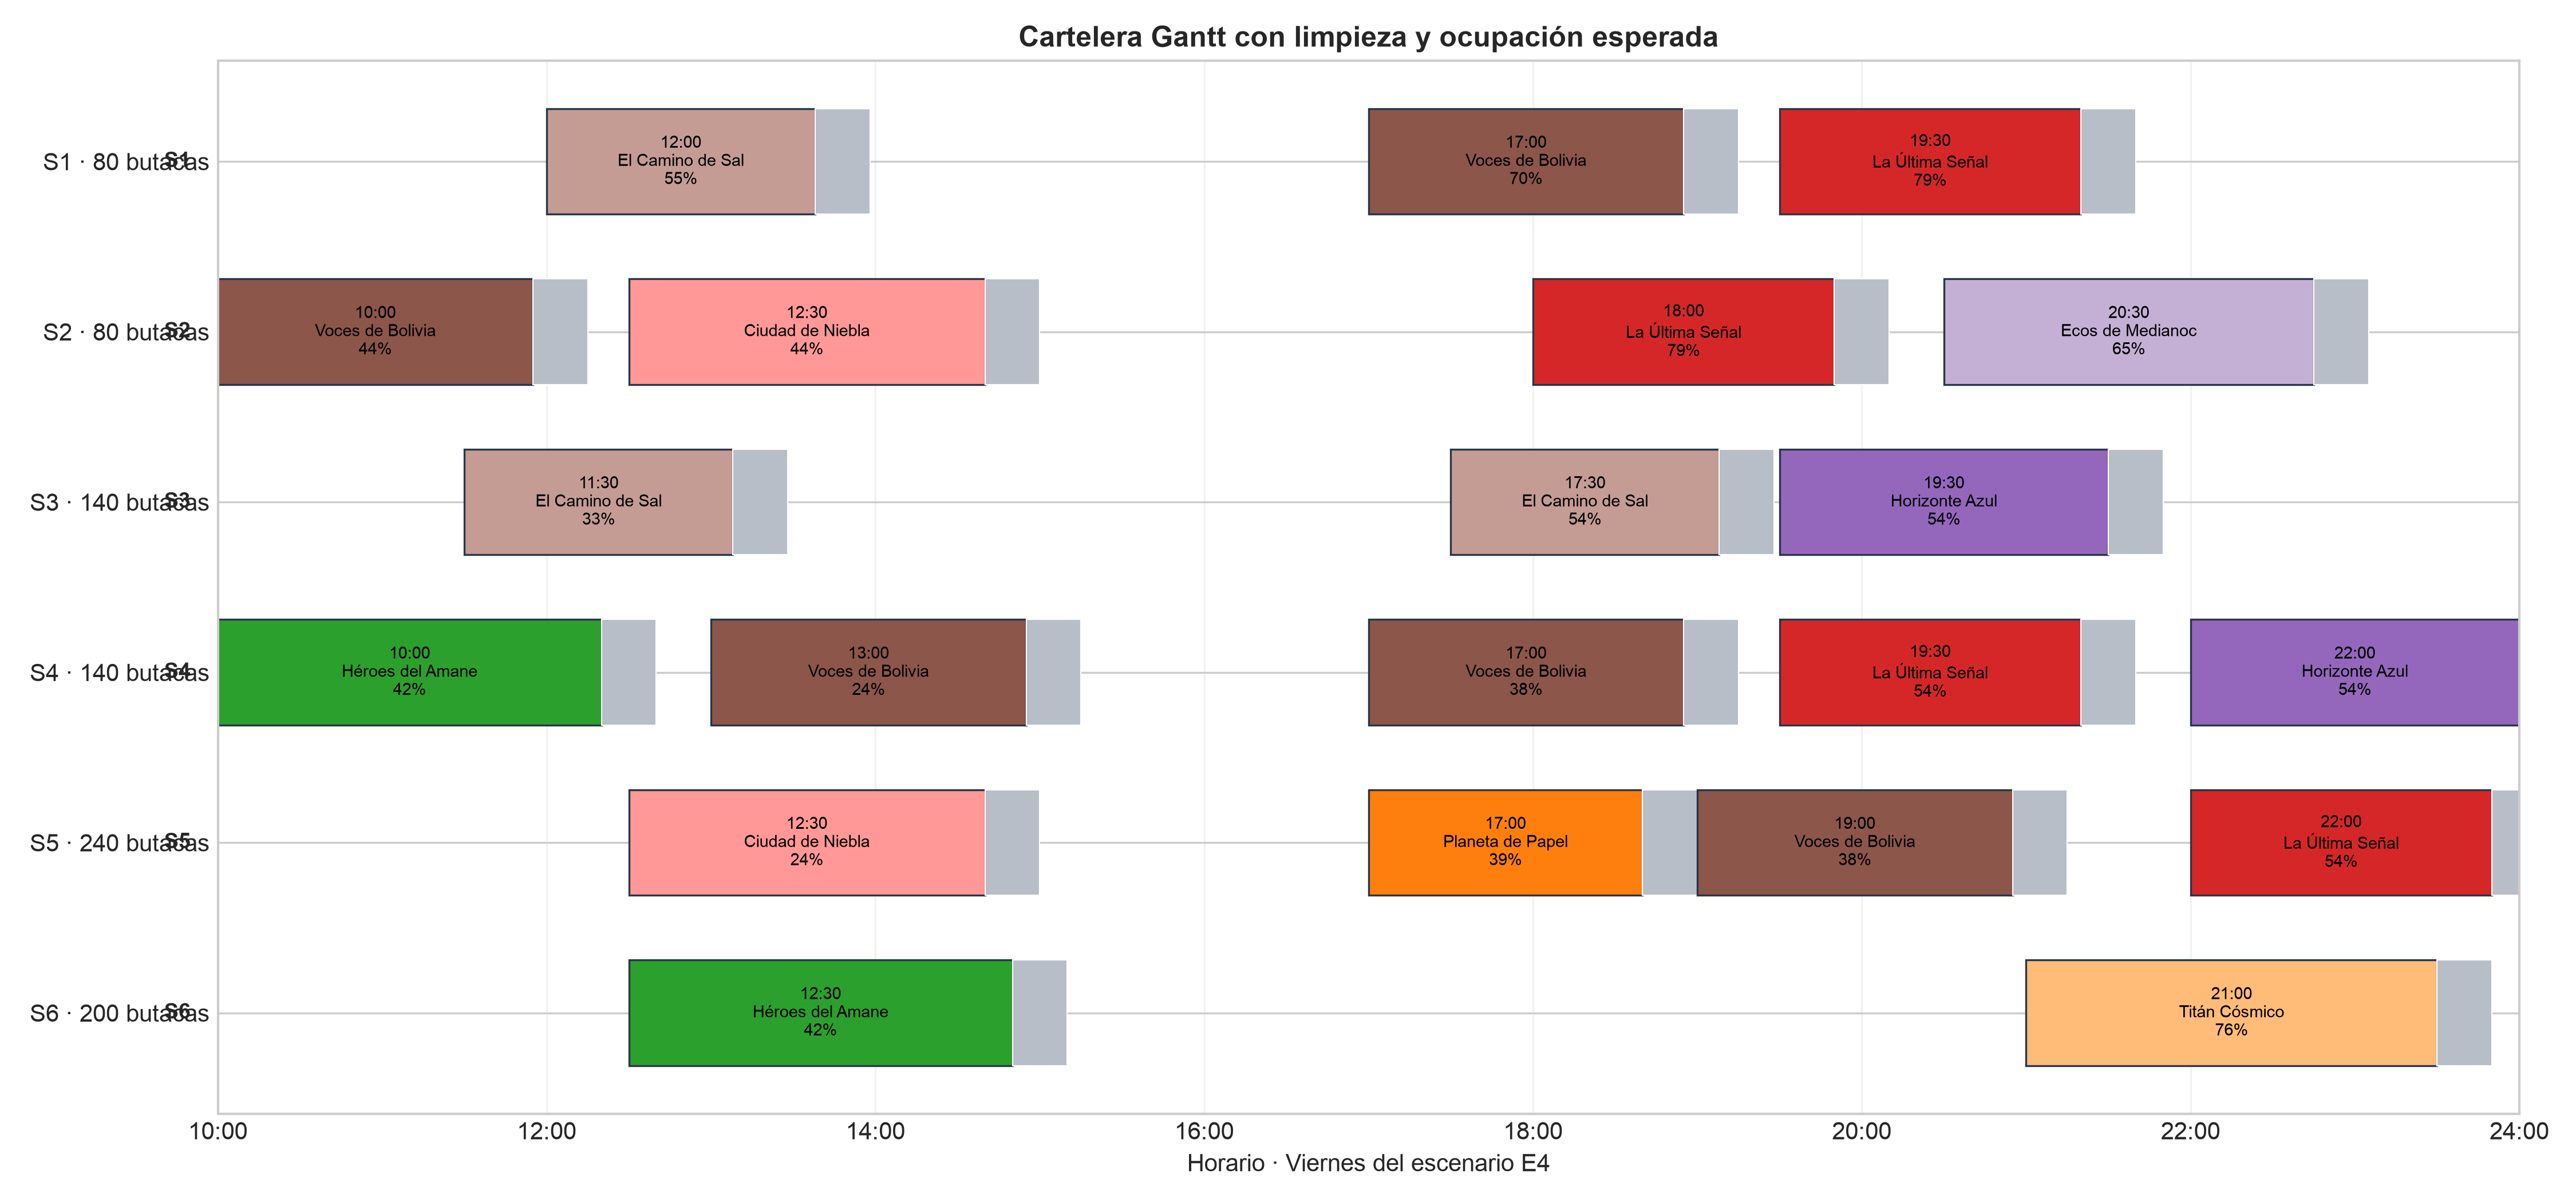 Cartelera Gantt con limpieza y ocupación esperada
S1 · 80 butacas
S1
12:00
El Camino de Sal
55%
17:00
Voces de Bolivia
70%
19:30
La Última Señal
79%
S2 · 80 butacas
S2
10:00
Voces de Bolivia
44%
12:30
Ciudad de Niebla
44%
18:00
La Última Señal
79%
20:30
Ecos de Medianoc
65%
S3 · 140 butacas
S3
11:30
El Camino de Sal
33%
17:30
El Camino de Sal
54%
19:30
Horizonte Azul
54%
S4 · 140 butacas
S4
10:00
Héroes del Amane
42%
13:00
Voces de Bolivia
24%
17:00
Voces de Bolivia
38%
19:30
La Última Señal
54%
22:00
Horizonte Azul
54%
S5 · 240 butacas
S5
12:30
Ciudad de Niebla
24%
17:00
Planeta de Papel
39%
19:00
Voces de Bolivia
38%
22:00
La Última Señal
54%
S6 · 200 butacas
S6
12:30
Héroes del Amane
42%
21:00
Titán Cósmico
76%
10:00 12:00 14:00 16:00 18:00 20:00 22:00 24:00
Horario · Viernes del escenario E4